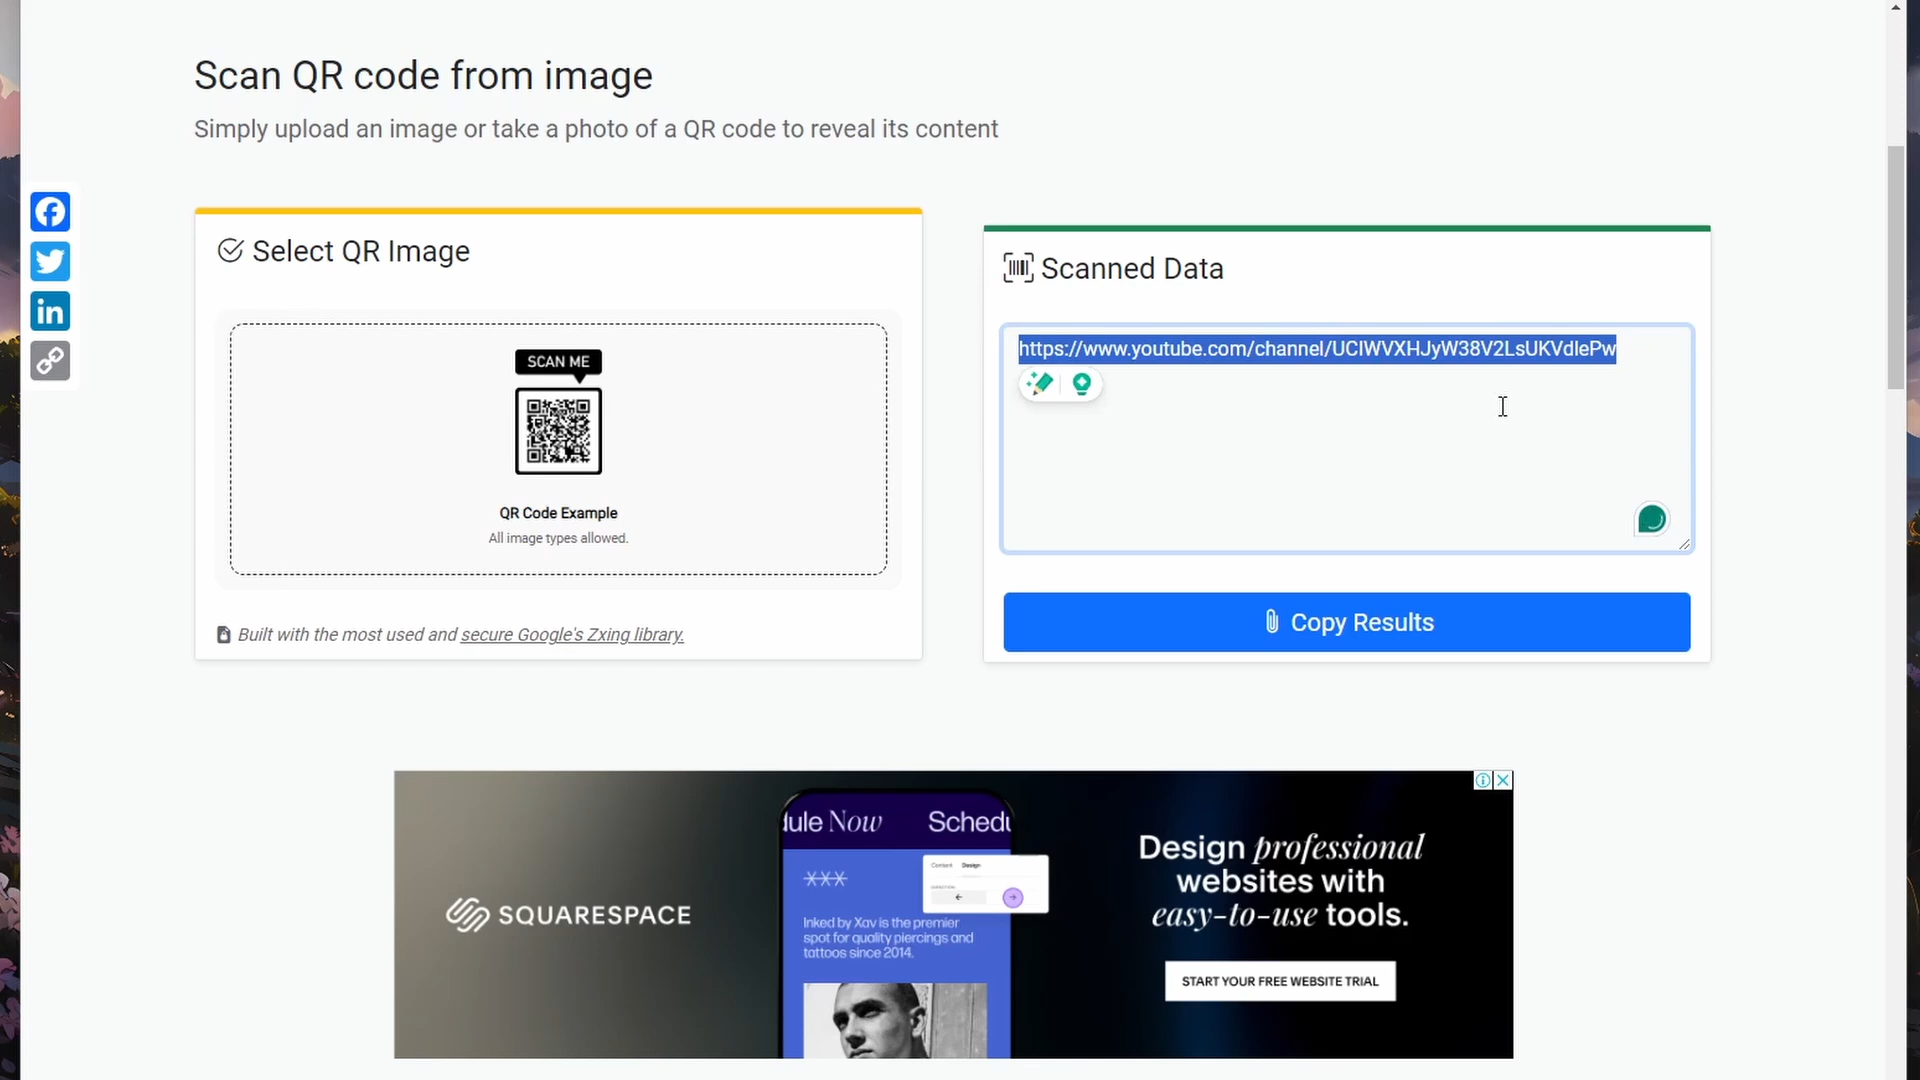 Scan QR code from image
Simply upload an image or take a photo of a QR code to reveal its content
Select QR Image
SCAN ME
QR Code Example
All image types allowed.
Built with the most used and secure Google's Zxing library.
Scanned Data
https://www.youtube.com/channel/UCIWVXHJyW38V2LsUKVdlePw
Copy Results
SQUARESPACE
dule Now Schedu
Content Design
Inked by Xav is the premier
spot for quality piercings and
tattoos since 2014.
Design professional
websites with
easy-to-use tools.
START YOUR FREE WEBSITE TRIAL